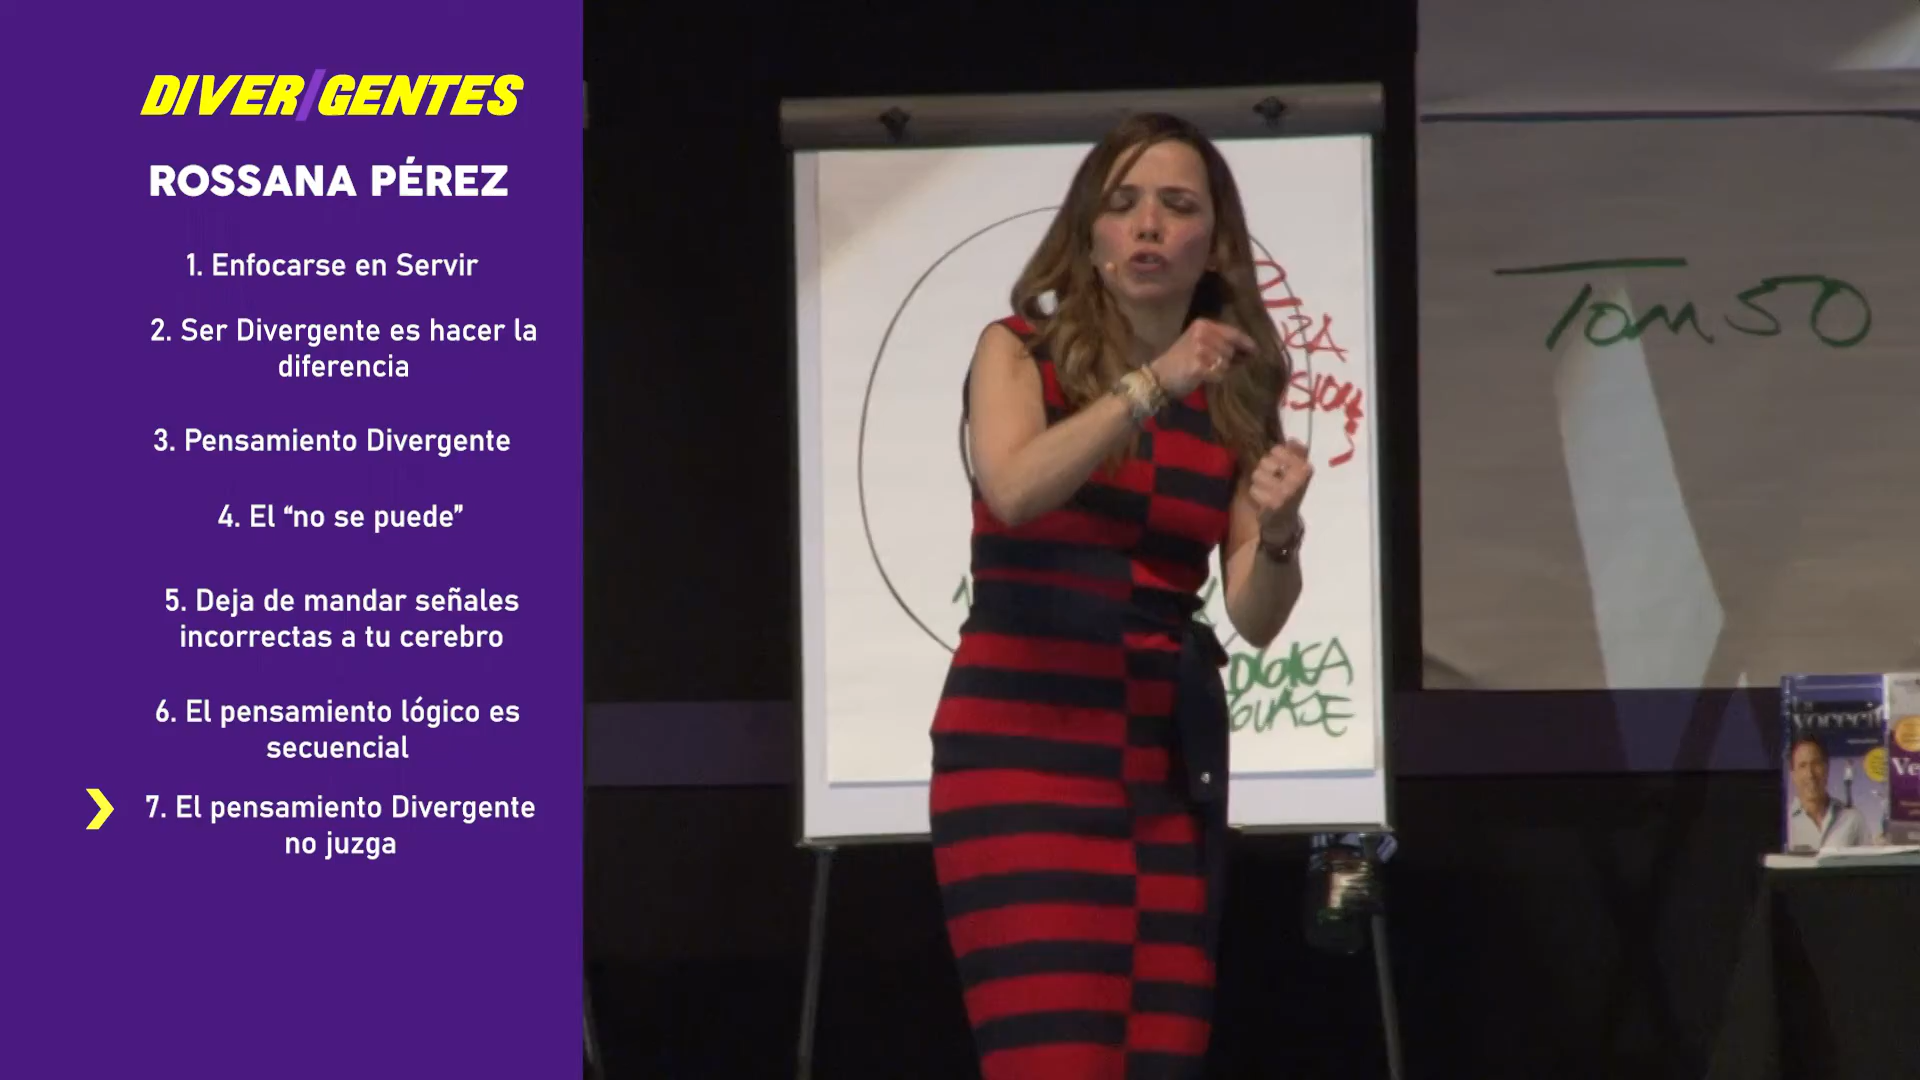 DIVER/GENTES
ROSSANA PÉREZ
1. Enfocarse en Servir
2. Ser Divergente es hacer la
diferencia
3. Pensamiento Divergente
4. El “no se puede”
5. Deja de mandar señales
incorrectas a tu cerebro
6. El pensamiento lógico es
secuencial
7. El pensamiento Divergente
no juzga
Tom 50